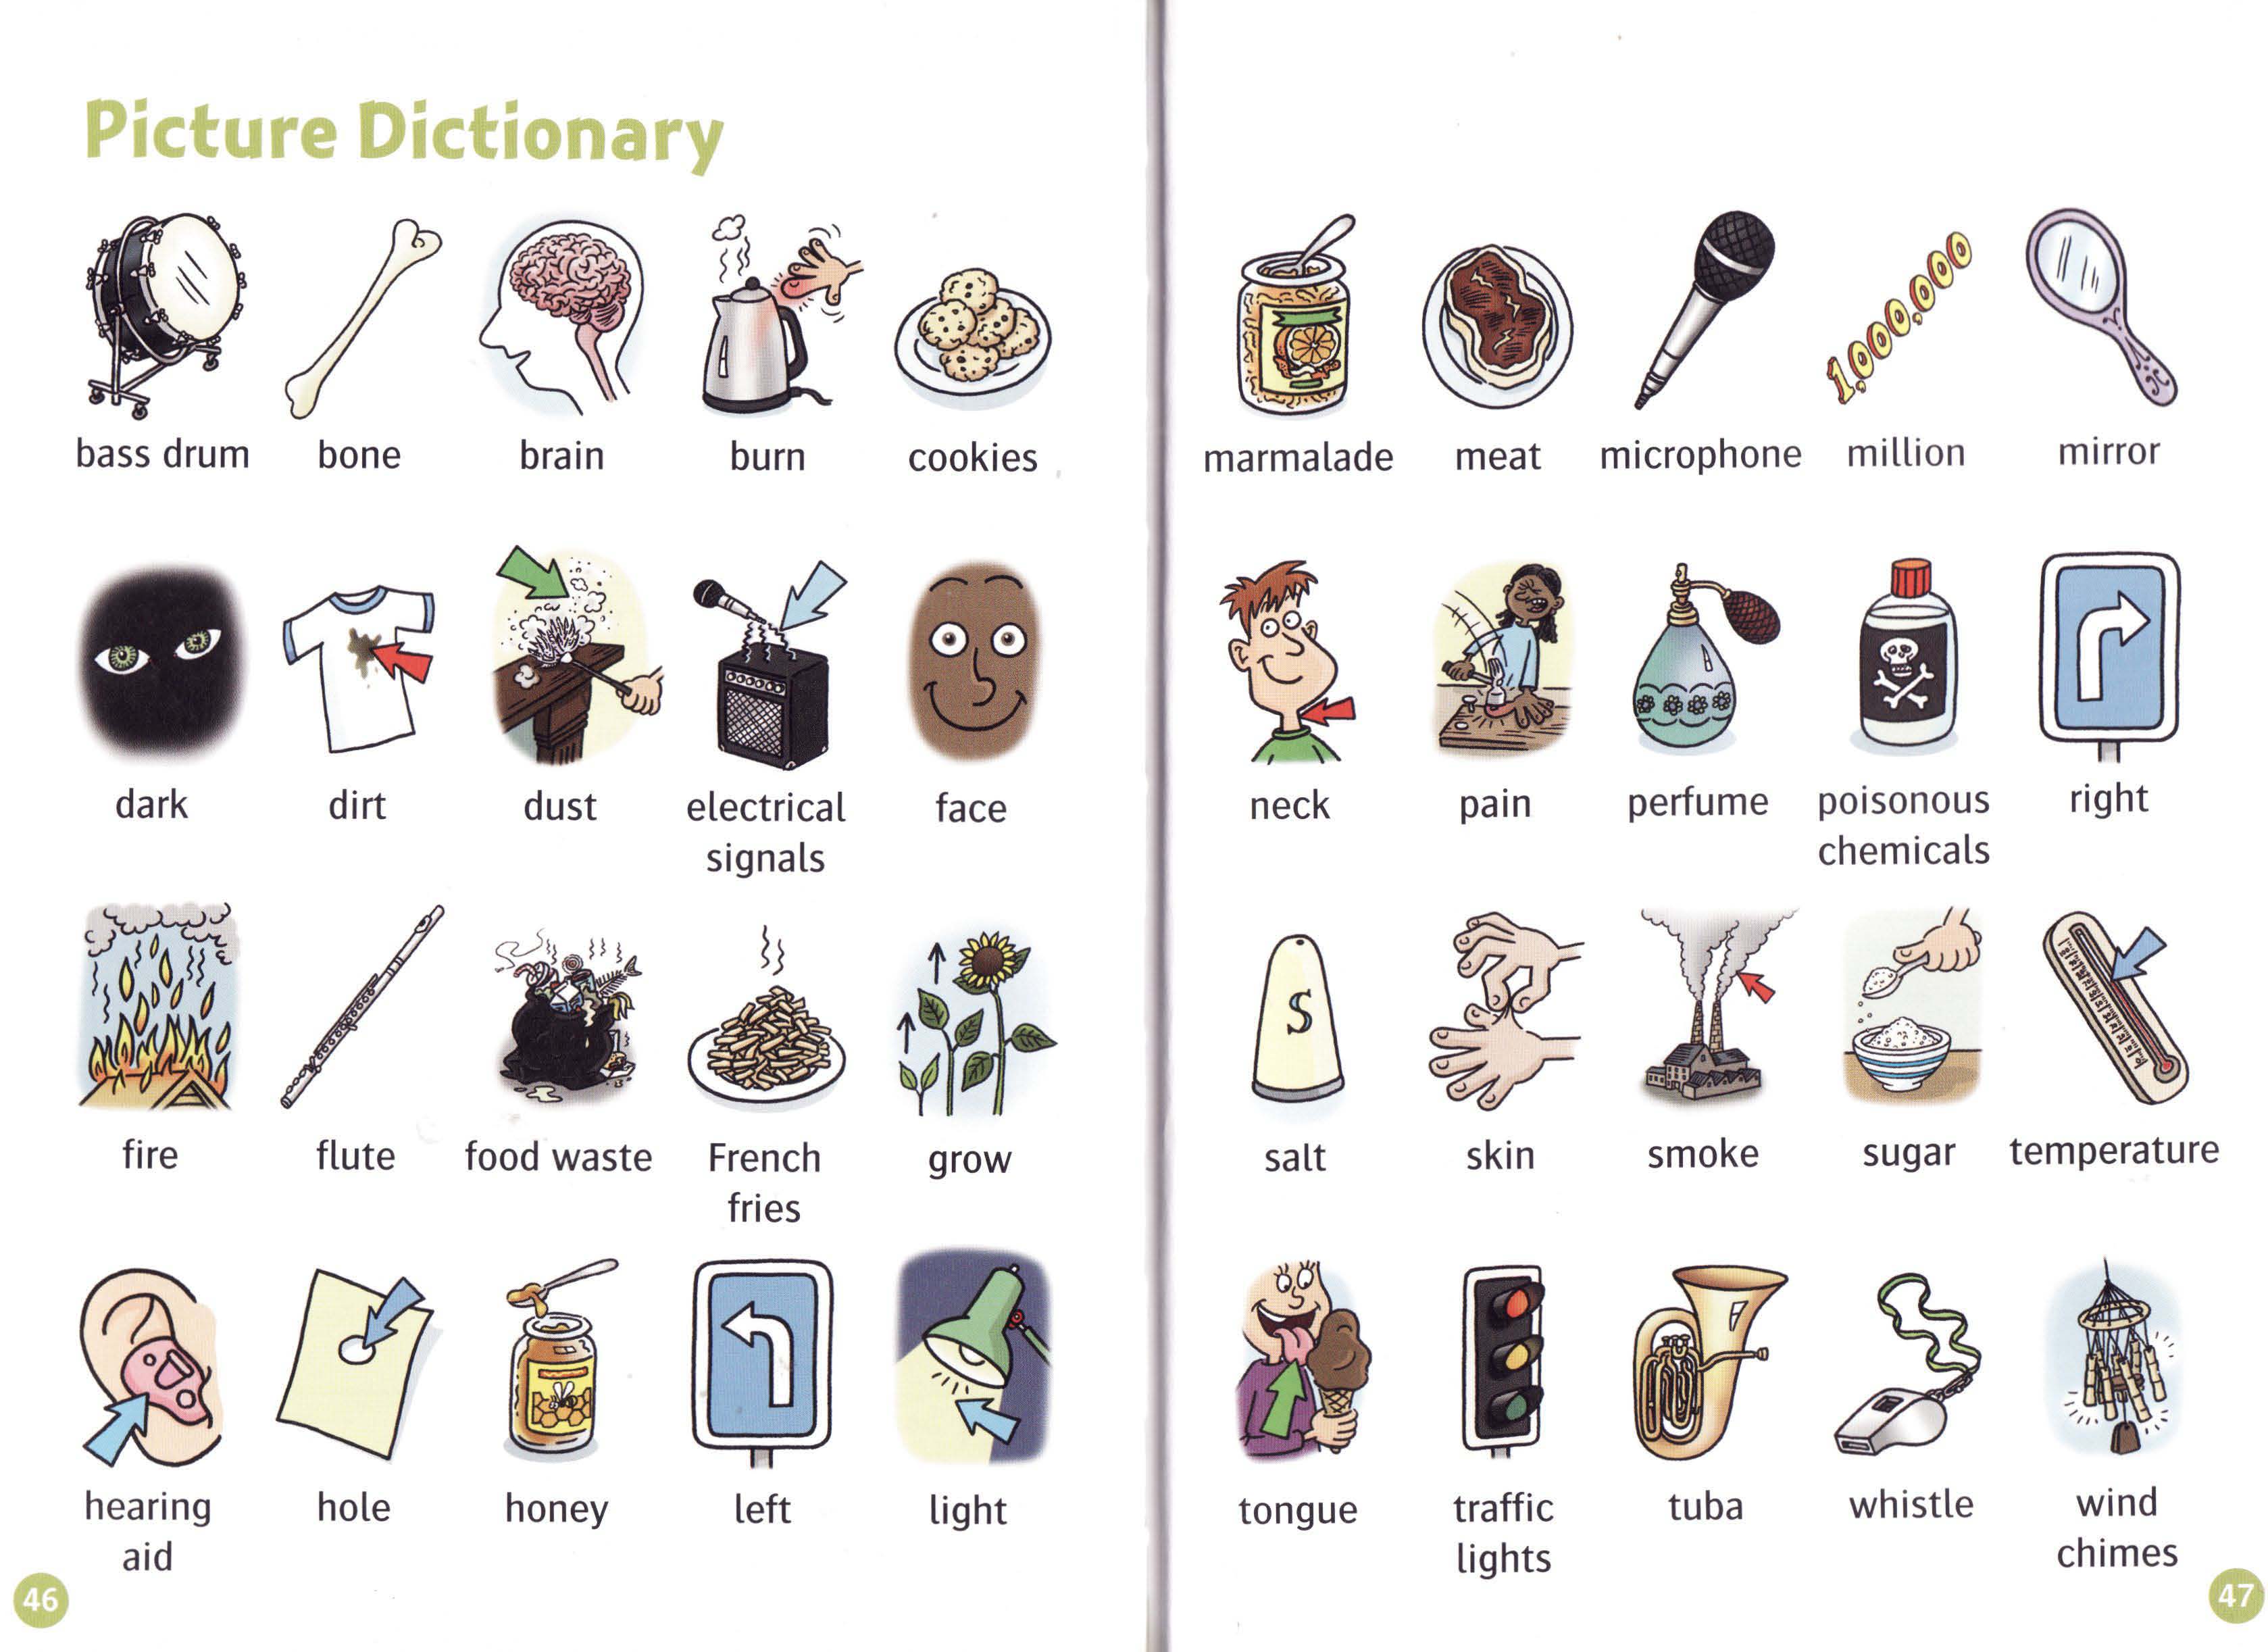 Picture Dictionary
bass drum
bone
brain
burn
cookies
dark
dirt
dust
electrical
signals
face
fire
flute
food waste
French
fries
grow
hearing
aid
hole
honey
left
light
46
1,000,000
marmalade
meat
microphone
million
mirror
neck
pain
perfume
poisonous
chemicals
right
S
salt
skin
smoke
sugar
temperature
tongue
traffic
lights
tuba
whistle
wind
chimes
47